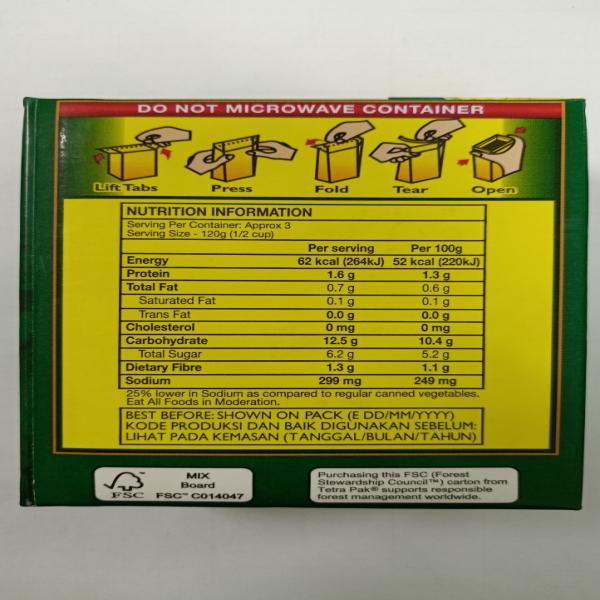 DO NOT MICROWAVE CONTAINER
Lift Tabs Press Fold Tear Open
NUTRITION INFORMATION
Serving Per Container: Approx 3
Serving Size - 120g (1/2 cup)
Per serving Per 100g
Energy 62 kcal (264kJ) 52 kcal (220kJ)
Protein 1.6 g 1.3 g
Total Fat 0.7 g 0.6 g
Saturated Fat 0.1 g 0.1 g
Trans Fat 0.0 g 0.0 g
Cholesterol 0 mg 0 mg
Carbohydrate 12.5 g 10.4 g
Total Sugar 6.2 g 5.2 g
Dietary Fibre 1.3 g 1.1 g
Sodium 299 mg 249 mg
25% lower in Sodium as compared to regular canned vegetables.
Eat All Foods in Moderation.
BEST BEFORE: SHOWN ON PACK (E DD/MM/YYYY)
KODE PRODUKSI DAN BAIK DIGUNAKAN SEBELUM:
LIHAT PADA KEMASAN (TANGGAL/BULAN/TAHUN)
FSC
MIX
Board
FSC™ C014047
Purchasing this FSC (Forest
Stewardship Council™) carton from
Tetra Pak® supports responsible
forest management worldwide.